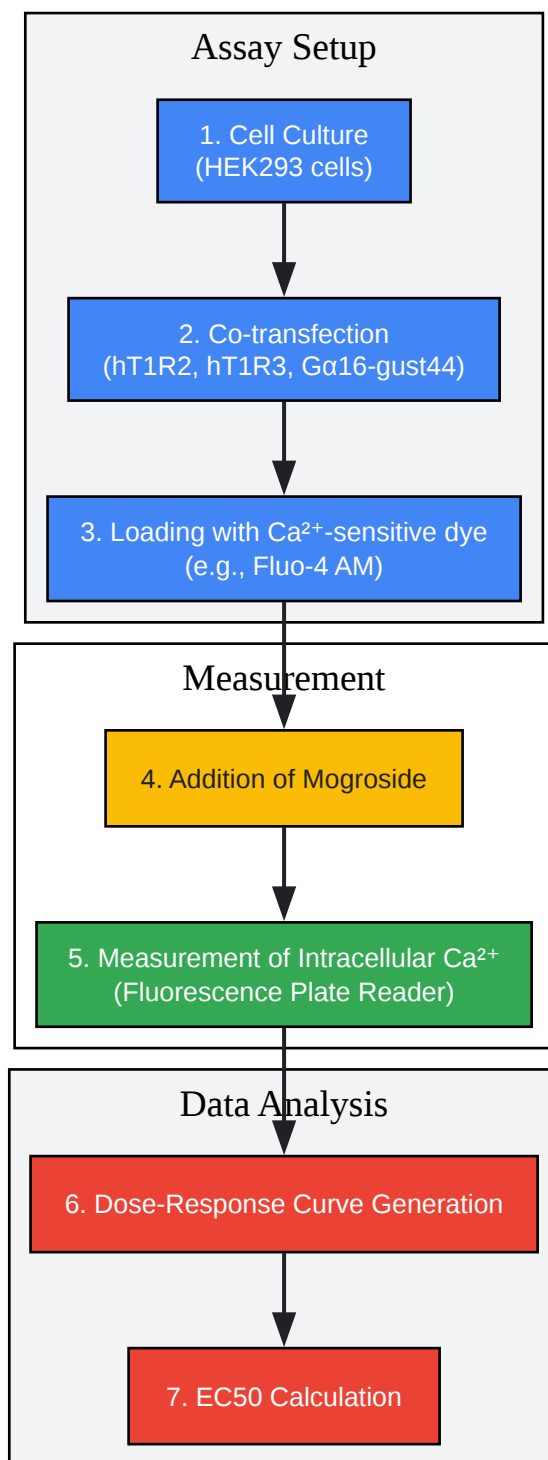 Assay Setup
1. Cell Culture
(HEK293 cells)
2. Co-transfection
(hT1R2, hT1R3, Gα16-gust44)
3. Loading with Ca²⁺-sensitive dye
(e.g., Fluo-4 AM)
Measurement
4. Addition of Mogroside
5. Measurement of Intracellular Ca²⁺
(Fluorescence Plate Reader)
Data Analysis
6. Dose-Response Curve Generation
7. EC50 Calculation